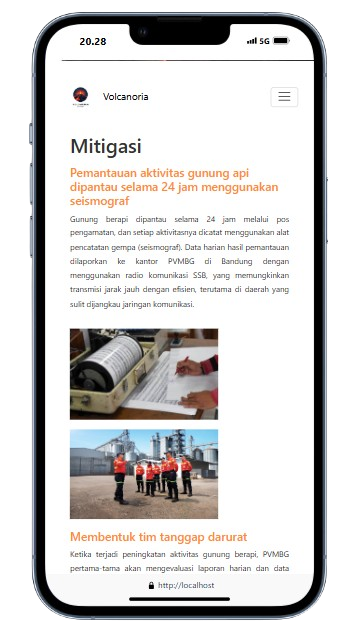 20.28
5G
Volcanoria
Mitigasi
Pemantauan aktivitas gunung api
dipantau selama 24 jam menggunakan
seismograf
Gunung berapi dipantau selama 24 jam melalui pos
pengamatan, dan setiap aktivitasnya dicatat menggunakan alat
pencatatan gempa (seismograf). Data harian hasil pemantauan
dilaporkan ke kantor PVMBG di Bandung dengan
menggunakan radio komunikasi SSB, yang memungkinkan
transmisi jarak jauh dengan efisien, terutama di daerah yang
sulit dijangkau jaringan komunikasi.
Membentuk tim tanggap darurat
Ketika terjadi peningkatan aktivitas gunung berapi, PVMBG
pertama-tama akan mengevaluasi laporan harian dan data
http://localhost